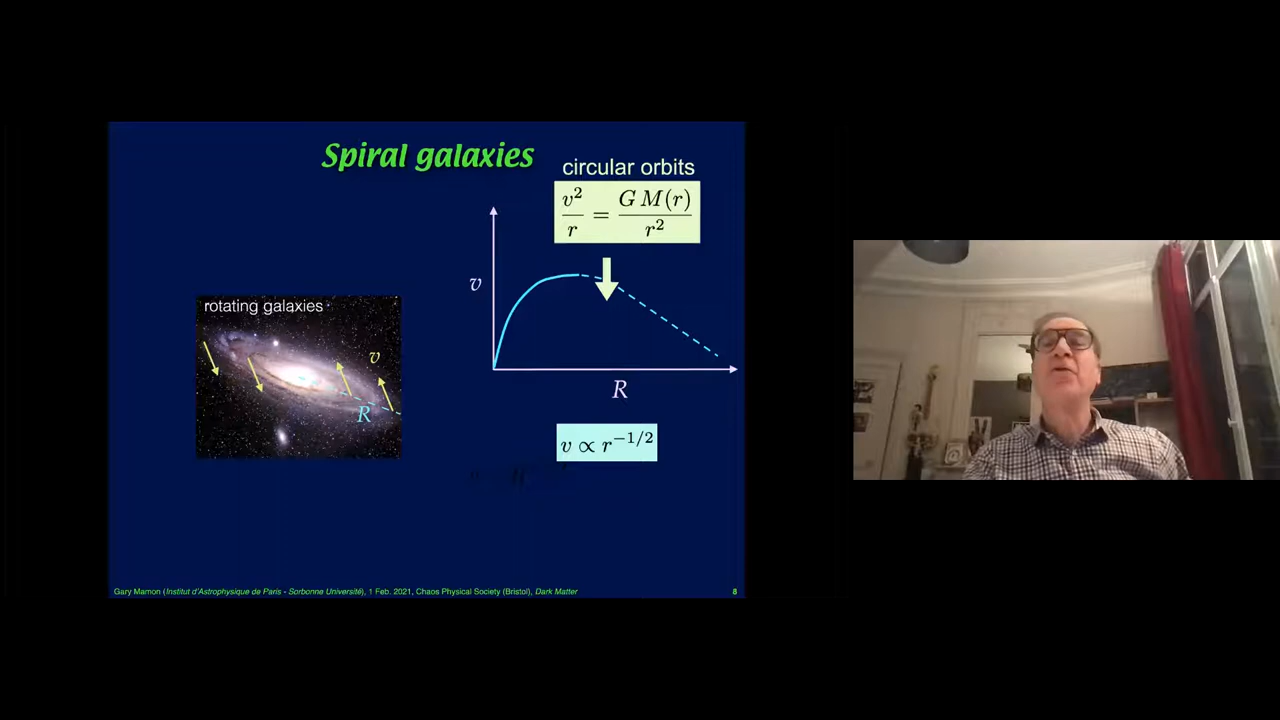 Spiral galaxies
circular orbits
v²/r = G M(r)/r²
v
rotating galaxies
v
R
R
v ∝ r^−1/2
Gary Mamon (Institut d'Astrophysique de Paris - Sorbonne Université), 1 Feb. 2021, Chaos Physical Society (Bristol), Dark Matter
8